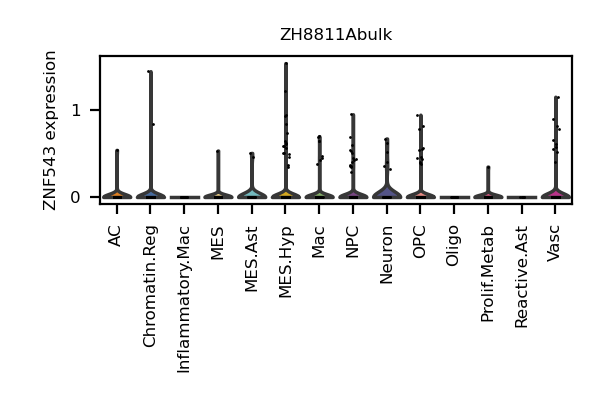 ZH8811Abulk
ZNF543 expression
1
0
AC
Chromatin.Reg
Inflammatory.Mac
MES
MES.Ast
MES.Hyp
Mac
NPC
Neuron
OPC
Oligo
Prolif.Metab
Reactive.Ast
Vasc